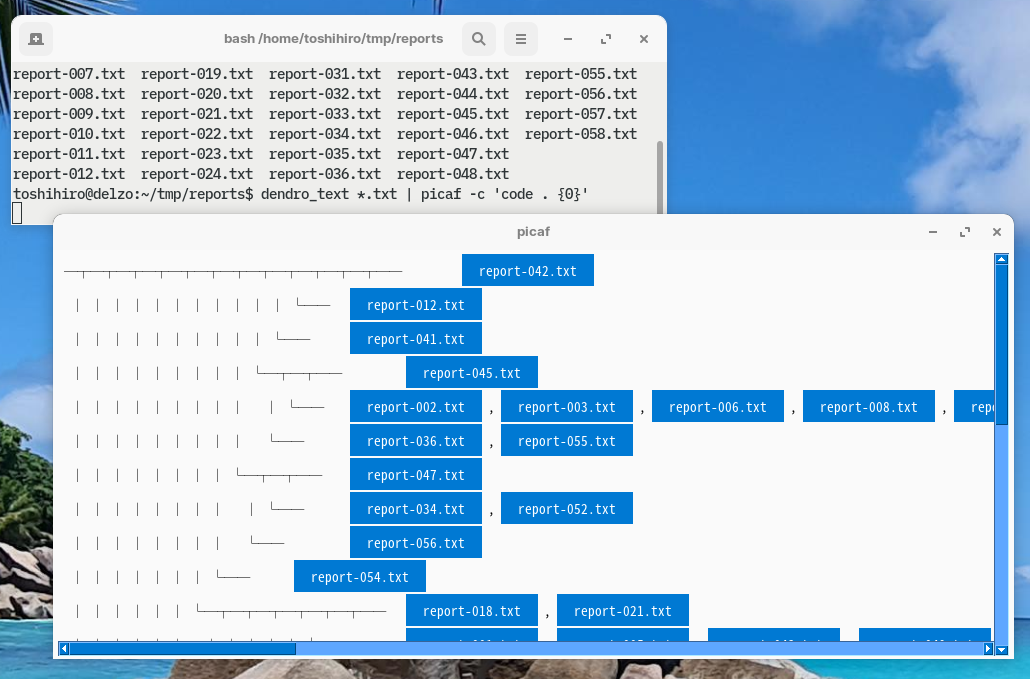 bash /home/toshihiro/tmp/reports
report-007.txt report-019.txt report-031.txt report-043.txt report-055.txt
report-008.txt report-020.txt report-032.txt report-044.txt report-056.txt
report-009.txt report-021.txt report-033.txt report-045.txt report-057.txt
report-010.txt report-022.txt report-034.txt report-046.txt report-058.txt
report-011.txt report-023.txt report-035.txt report-047.txt
report-012.txt report-024.txt report-036.txt report-048.txt
toshihiro@delzo:~/tmp/reports$ dendro_text *.txt | picaf -c 'code . {0}'
picaf
report-042.txt
report-012.txt
report-041.txt
report-045.txt
report-002.txt , report-003.txt , report-006.txt , report-008.txt ,
report-036.txt , report-055.txt
report-047.txt
report-034.txt , report-052.txt
report-056.txt
report-054.txt
report-018.txt , report-021.txt